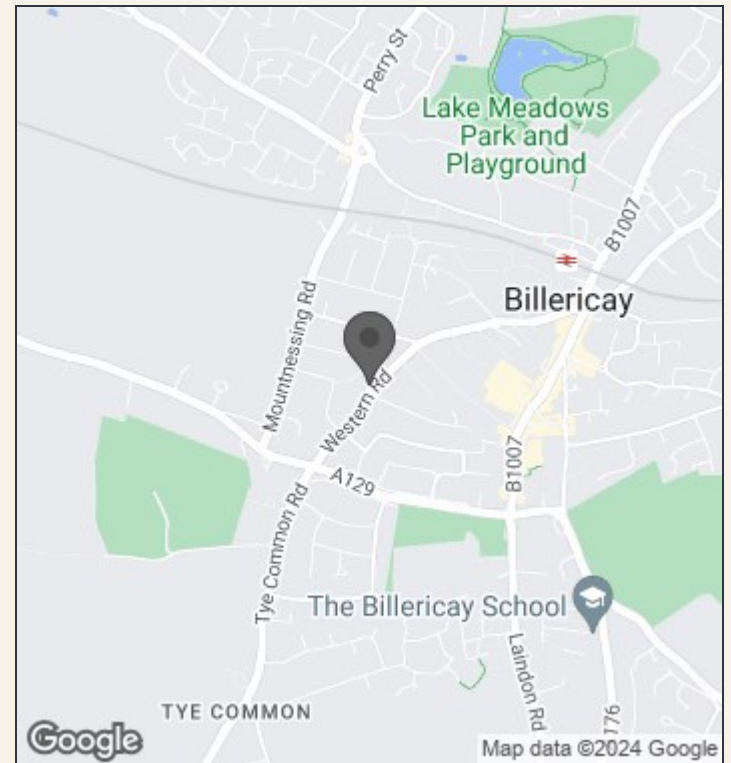 Perry St
Lake Meadows
Park and
Playground
B1007
Billericay
Mountnessing Rd
Western Rd
A129
B1007
Tye Common Rd
The Billericay School
Laindon Rd
TYE COMMON
176
Google
Map data ©2024 Google